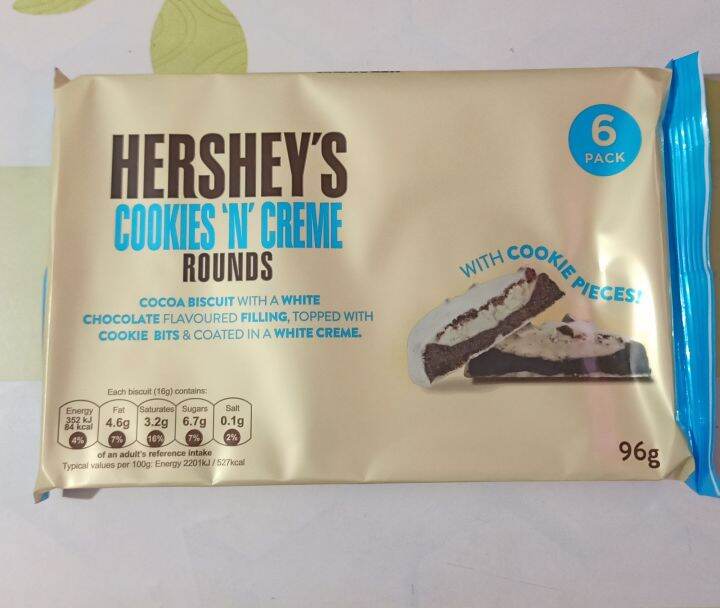 HERSHEY'S
COOKIES 'N' CREME
ROUNDS
COCOA BISCUIT WITH A WHITE
CHOCOLATE FLAVOURED FILLING, TOPPED WITH
COOKIE BITS & COATED IN A WHITE CREME.
6
PACK
WITH COOKIE PIECES!
Each biscuit (16g) contains:
Energy Fat Saturates Sugars Salt
352 kJ
84 kcal 4.6g 3.2g 6.7g 0.1g
4% 7% 16% 7% 2%
of an adult's reference intake
Typical values per 100g: Energy 2201kJ / 527kcal
96g